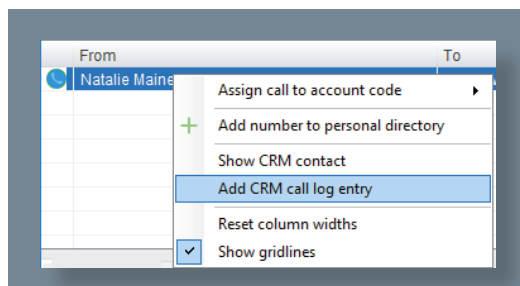 From To
Natalie Maine
Assign call to account code
Add number to personal directory
Show CRM contact
Add CRM call log entry
Reset column widths
Show gridlines